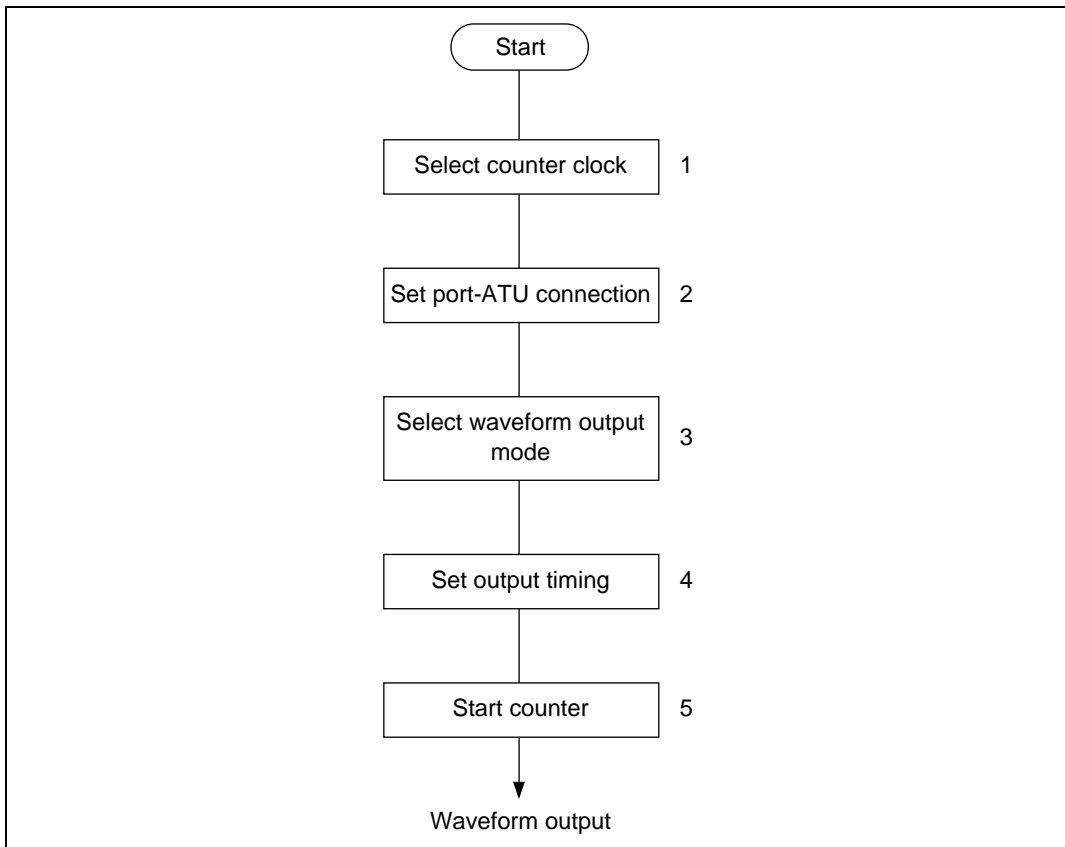 Start
Select counter clock 1
Set port-ATU connection 2
Select waveform output
mode 3
Set output timing 4
Start counter 5
Waveform output